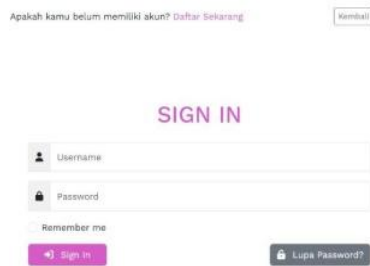 Apakah kamu belum memiliki akun? Daftar Sekarang
Kembali
SIGN IN
Username
Password
Remember me
Sign In
Lupa Password?